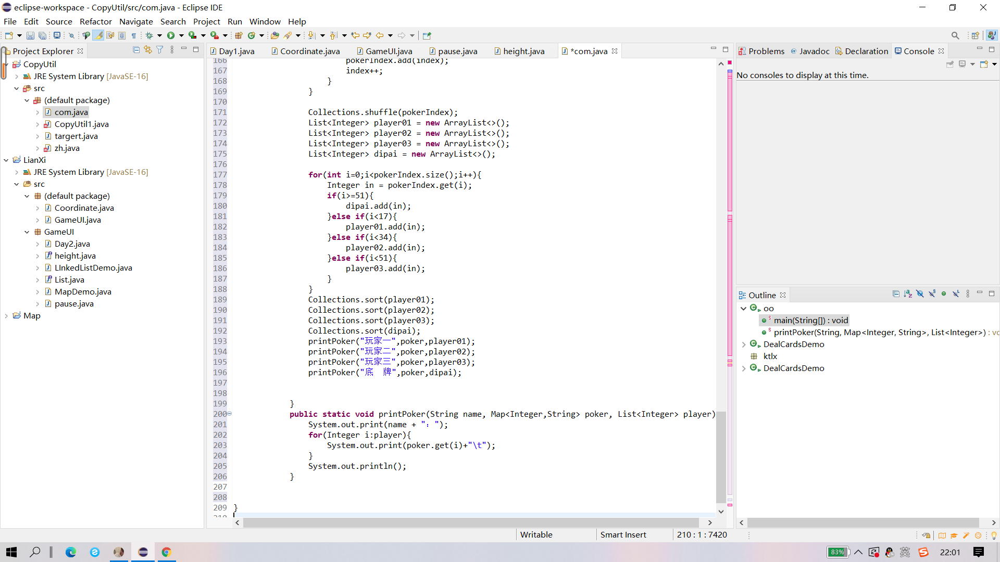 eclipse-workspace - CopyUtil/src/com.java - Eclipse IDE
File Edit Source Refactor Navigate Search Project Run Window Help
Project Explorer
CopyUtil
JRE System Library [JavaSE-16]
src
(default package)
com.java
CopyUtil1.java
targert.java
zh.java
LianXi
JRE System Library [JavaSE-16]
src
(default package)
Coordinate.java
GameUI.java
GameUI
Day2.java
height.java
LInkedListDemo.java
List.java
MapDemo.java
pause.java
Map
Day1.java Coordinate.java GameUI.java pause.java height.java *com.java
166 pokerIndex.add(index);
167 index++;
168 }
169 }
170
171 Collections.shuffle(pokerIndex);
172 List<Integer> player01 = new ArrayList<>();
173 List<Integer> player02 = new ArrayList<>();
174 List<Integer> player03 = new ArrayList<>();
175 List<Integer> dipai = new ArrayList<>();
176
177 for(int i=0;i<pokerIndex.size();i++){
178 Integer in = pokerIndex.get(i);
179 if(i>=51){
180 dipai.add(in);
181 }else if(i<17){
182 player01.add(in);
183 }else if(i<34){
184 player02.add(in);
185 }else if(i<51){
186 player03.add(in);
187 }
188 }
189 Collections.sort(player01);
190 Collections.sort(player02);
191 Collections.sort(player03);
192 Collections.sort(dipai);
193 printPoker("玩家一",poker,player01);
194 printPoker("玩家二",poker,player02);
195 printPoker("玩家三",poker,player03);
196 printPoker("底  牌",poker,dipai);
197
198
199 }
200 public static void printPoker(String name, Map<Integer,String> poker, List<Integer> player)
201 System.out.print(name + "：");
202 for(Integer i:player){
203 System.out.print(poker.get(i)+"\t");
204 }
205 System.out.println();
206 }
207
208
209 }
210
Problems Javadoc Declaration Console
No consoles to display at this time.
Outline
oo
main(String[]) : void
printPoker(String, Map<Integer, String>, List<Integer>) : vo
DealCardsDemo
ktlx
DealCardsDemo
Writable Smart Insert 210 : 1 : 7420
83% 英 22:01